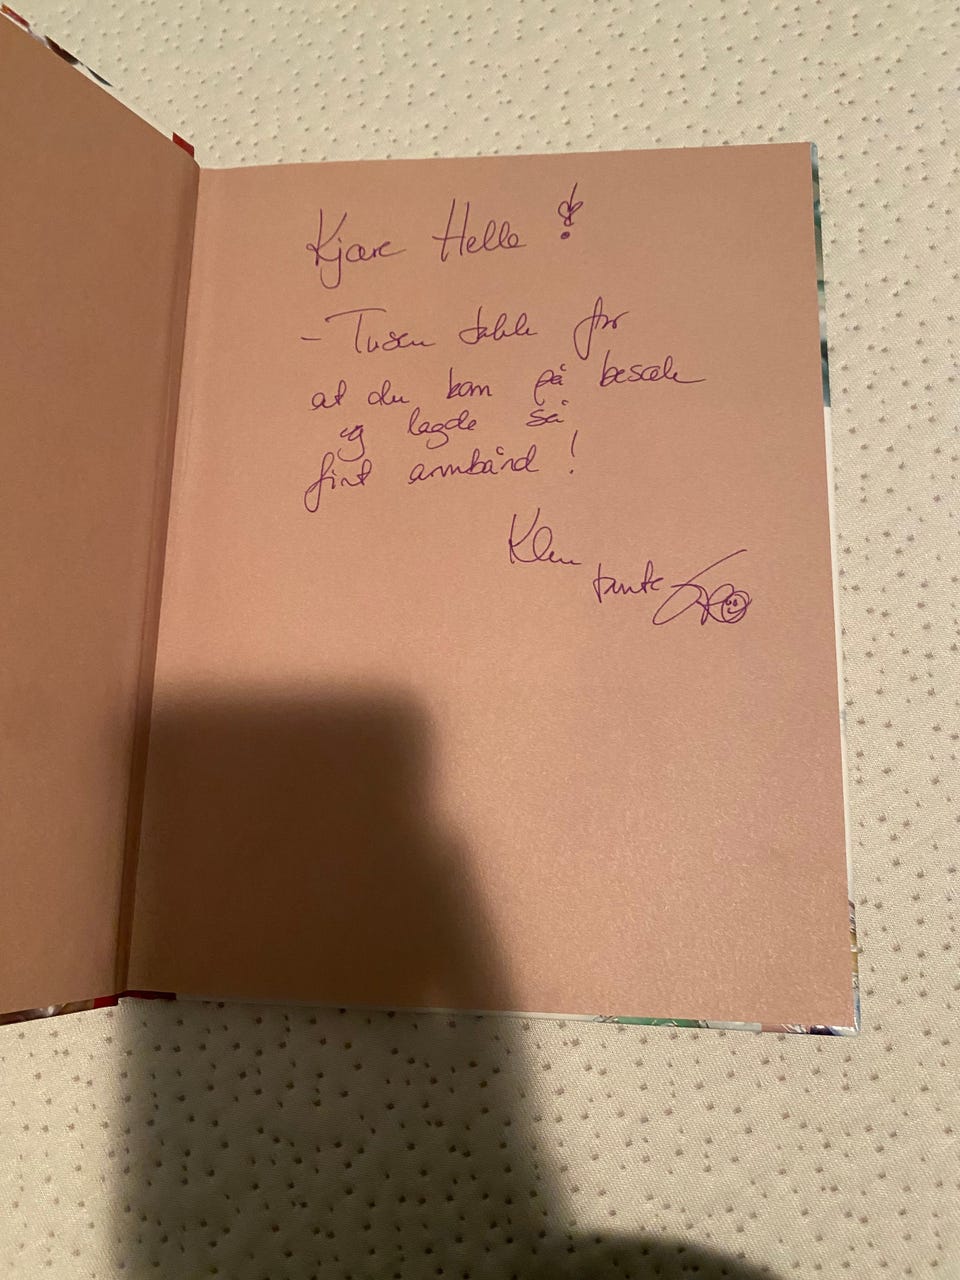 Kjære Helle !
- Tusen takk for
at du kom på besøk
og lagde så
fint armbånd !
Klem
tante